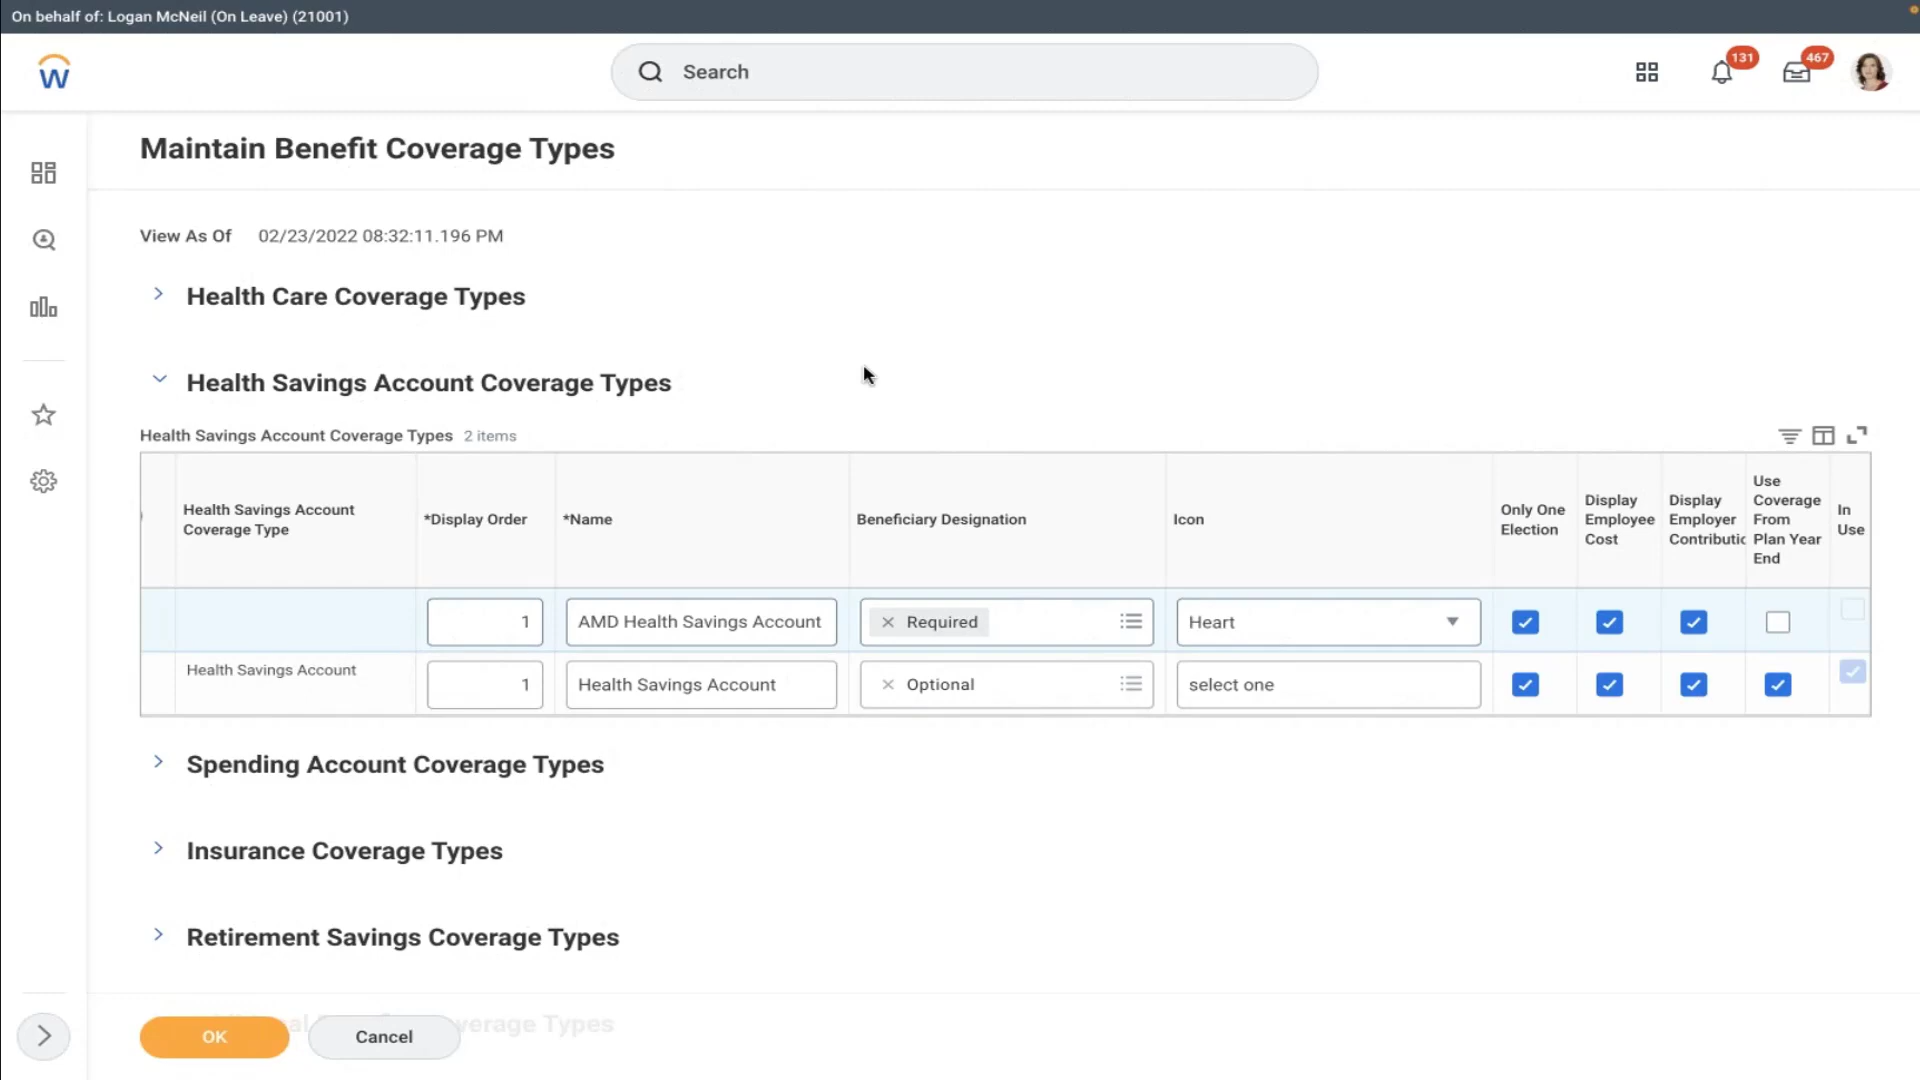 On behalf of: Logan McNeil (On Leave) (21001)
W
Search
131
467
Maintain Benefit Coverage Types
View As Of 02/23/2022 08:32:11.196 PM
Health Care Coverage Types
Health Savings Account Coverage Types
Health Savings Account Coverage Types 2 items
Health Savings Account
Coverage Type
*Display Order
*Name
Beneficiary Designation
Icon
Only One
Election
Display
Employee
Cost
Display
Employer
Contributic
Use
Coverage
From
Plan Year
End
In
Use
1
AMD Health Savings Account
Required
Heart
Health Savings Account
1
Health Savings Account
Optional
select one
Spending Account Coverage Types
Insurance Coverage Types
Retirement Savings Coverage Types
verage Types
OK
Cancel